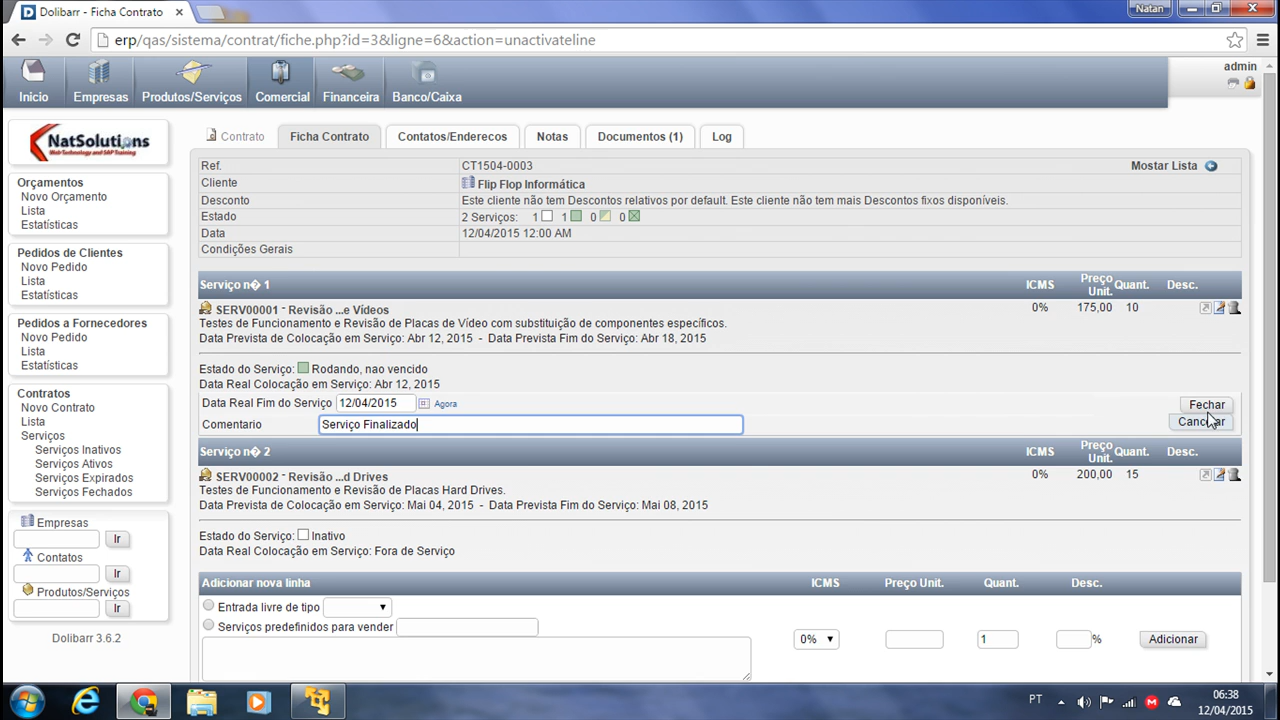 Dolibarr - Ficha Contrato
Natan
erp/qas/sistema/contrat/fiche.php?id=3&ligne=6&action=unactivateline
Inicio
Empresas
Produtos/Serviços
Comercial
Financeira
Banco/Caixa
admin
NatSolutions
Web Technology and SAP Training
Orçamentos
Novo Orçamento
Lista
Estatísticas
Pedidos de Clientes
Novo Pedido
Lista
Estatísticas
Pedidos a Fornecedores
Novo Pedido
Lista
Estatísticas
Contratos
Novo Contrato
Lista
Serviços
Serviços Inativos
Serviços Ativos
Serviços Expirados
Serviços Fechados
Empresas
Ir
Contatos
Ir
Produtos/Serviços
Ir
Dolibarr 3.6.2
Contrato
Ficha Contrato
Contatos/Enderecos
Notas
Documentos (1)
Log
Ref. CT1504-0003 Mostar Lista
Cliente Flip Flop Informática
Desconto Este cliente não tem Descontos relativos por default. Este cliente não tem mais Descontos fixos disponíveis.
Estado 2 Serviços: 1 1 0 0
Data 12/04/2015 12:00 AM
Condições Gerais
Serviço n� 1 ICMS Preço Unit. Quant. Desc.
SERV00001 - Revisão ...e Vídeos 0% 175,00 10
Testes de Funcionamento e Revisão de Placas de Vídeo com substituição de componentes específicos.
Data Prevista de Colocação em Serviço: Abr 12, 2015 - Data Prevista Fim do Serviço: Abr 18, 2015
Estado do Serviço: Rodando, nao vencido
Data Real Colocação em Serviço: Abr 12, 2015
Data Real Fim do Serviço 12/04/2015 Agora Fechar
Comentario Serviço Finalizado
Serviço n� 2 ICMS Preço Unit. Quant. Desc.
SERV00002 - Revisão ...d Drives 0% 200,00 15
Testes de Funcionamento e Revisão de Placas Hard Drives.
Data Prevista de Colocação em Serviço: Mai 04, 2015 - Data Prevista Fim do Serviço: Mai 08, 2015
Estado do Serviço: Inativo
Data Real Colocação em Serviço: Fora de Serviço
Adicionar nova linha ICMS Preço Unit. Quant. Desc.
Entrada livre de tipo
Serviços predefinidos para vender
0% 1 % Adicionar
PT
06:38
12/04/2015